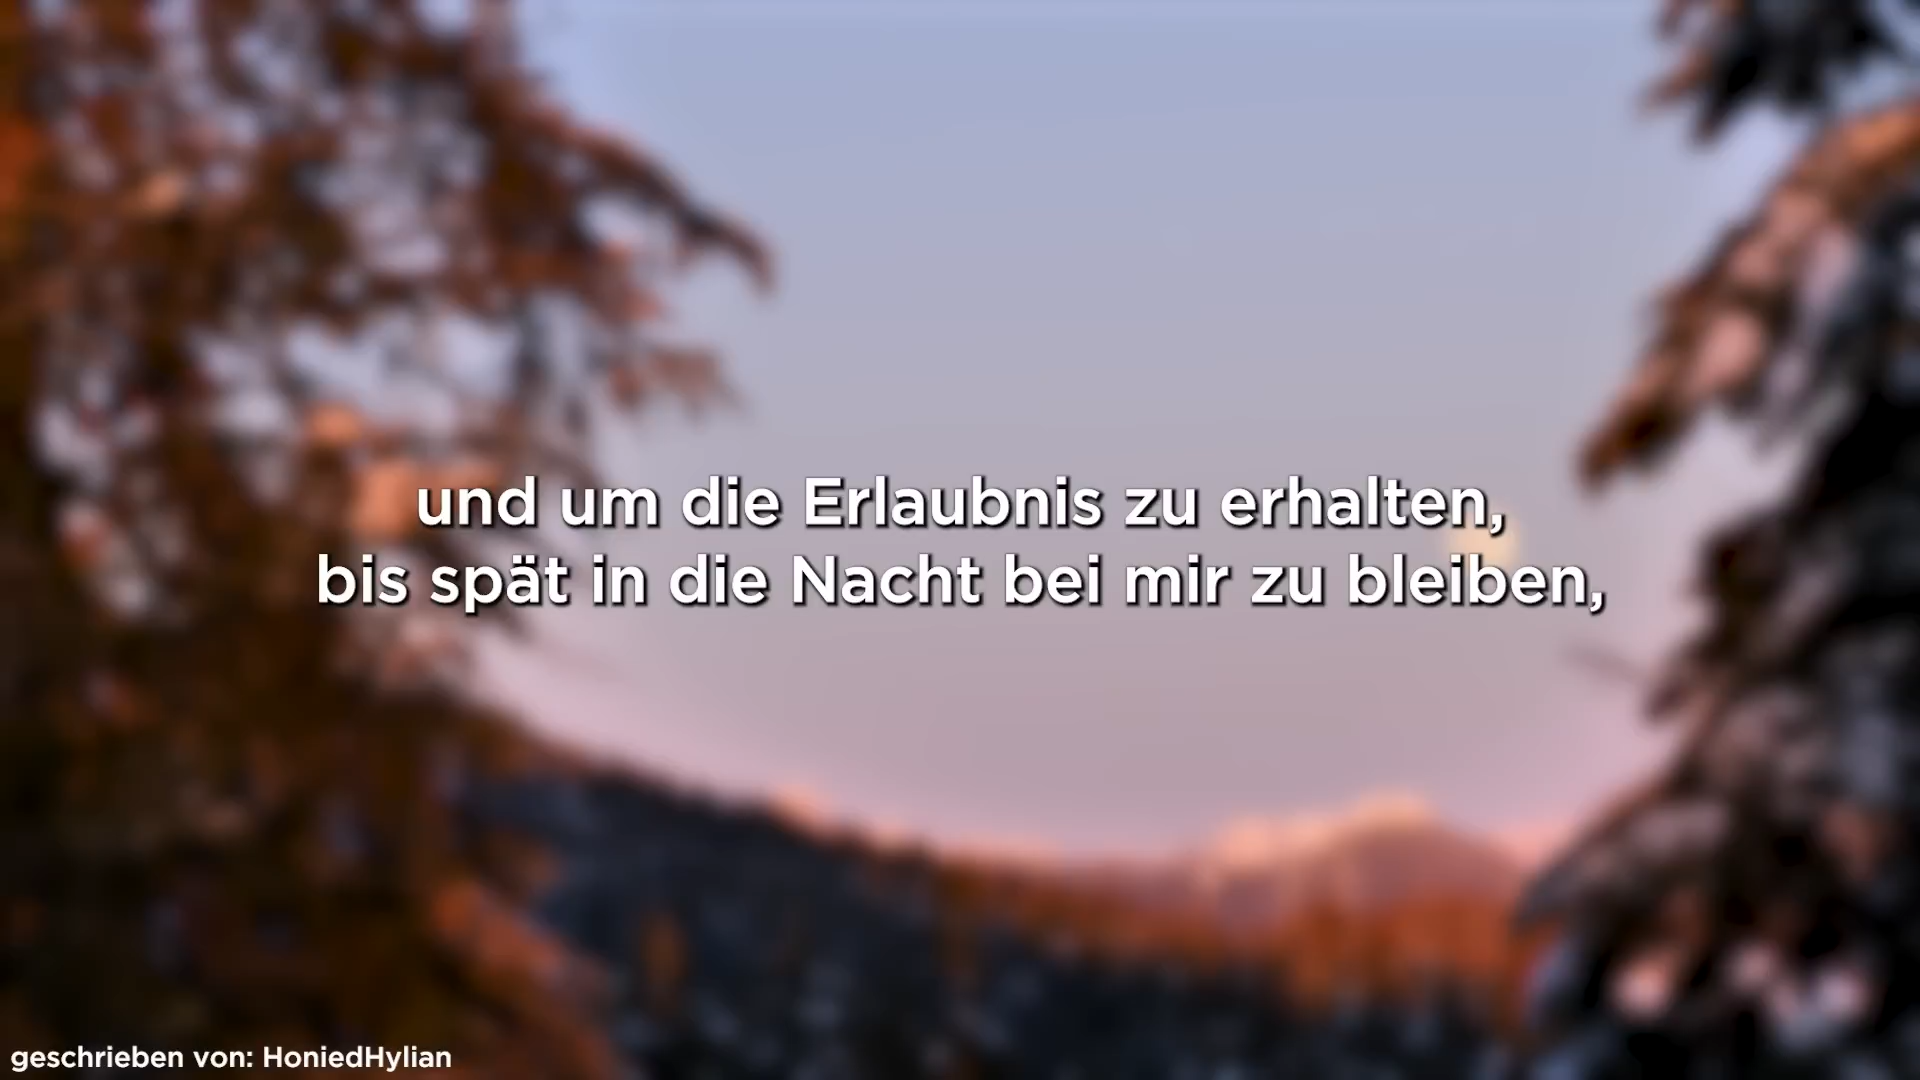 und um die Erlaubnis zu erhalten,
bis spät in die Nacht bei mir zu bleiben,
geschrieben von: HoniedHylian